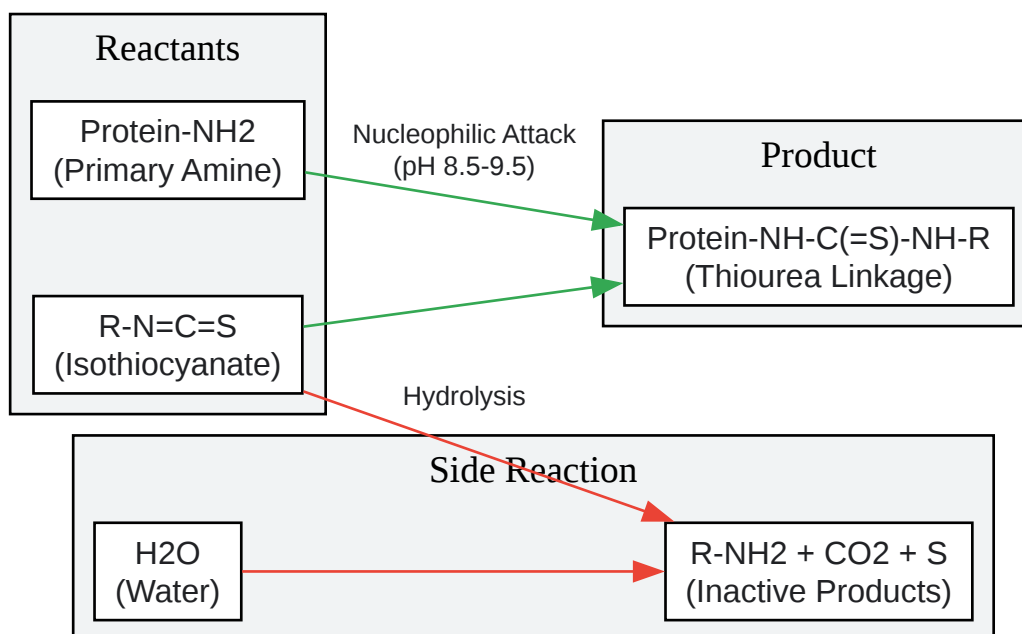 Reactants
Protein-NH2
(Primary Amine)
Nucleophilic Attack
(pH 8.5-9.5)
Product
Protein-NH-C(=S)-NH-R
(Thiourea Linkage)
R-N=C=S
(Isothiocyanate)
Hydrolysis
Side Reaction
H2O
(Water)
R-NH2 + CO2 + S
(Inactive Products)